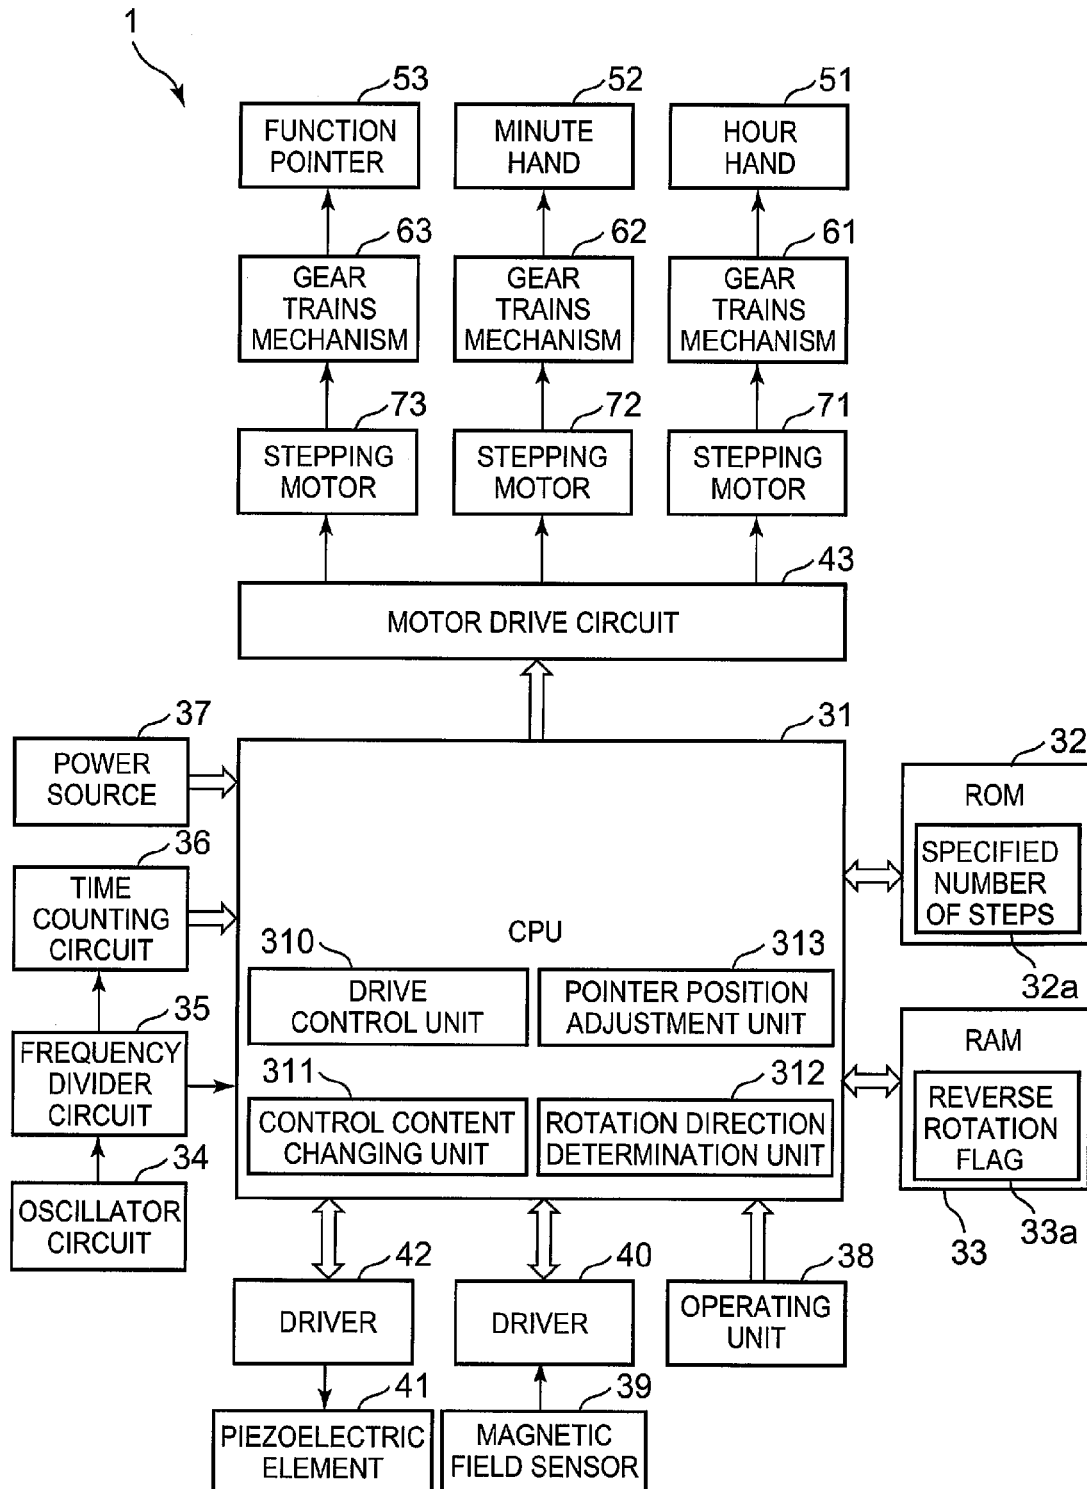 1
53
52
51
FUNCTION
POINTER
MINUTE
HAND
HOUR
HAND
63
62
61
GEAR
TRAINS
MECHANISM
GEAR
TRAINS
MECHANISM
GEAR
TRAINS
MECHANISM
73
72
71
STEPPING
MOTOR
STEPPING
MOTOR
STEPPING
MOTOR
43
MOTOR DRIVE CIRCUIT
37
POWER
SOURCE
31
32
ROM
SPECIFIED
NUMBER
OF STEPS
32a
36
TIME
COUNTING
CIRCUIT
CPU
310
DRIVE
CONTROL UNIT
313
POINTER POSITION
ADJUSTMENT UNIT
35
FREQUENCY
DIVIDER
CIRCUIT
311
CONTROL CONTENT
CHANGING UNIT
312
ROTATION DIRECTION
DETERMINATION UNIT
RAM
REVERSE
ROTATION
FLAG
33
33a
34
OSCILLATOR
CIRCUIT
42
DRIVER
40
DRIVER
38
OPERATING
UNIT
41
PIEZOELECTRIC
ELEMENT
39
MAGNETIC
FIELD SENSOR